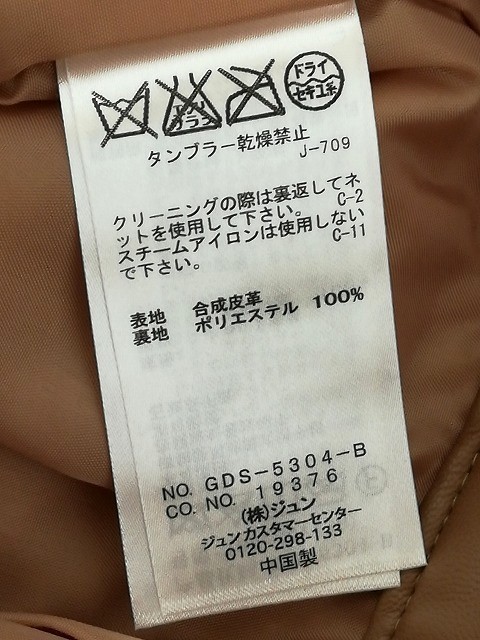 エンソ
サラシ
ドライ
セキユ系
タンブラー乾燥禁止
J-709
クリーニングの際は裏返してネ
ットを使用して下さい。 C-2
スチームアイロンは使用しない
で下さい。 C-11
表地 合成皮革
裏地 ポリエステル 100%
NO. GDS-5304-B
CO. NO. 19376
(株)ジュン
ジュンカスタマーセンター
0120-298-133
中国製